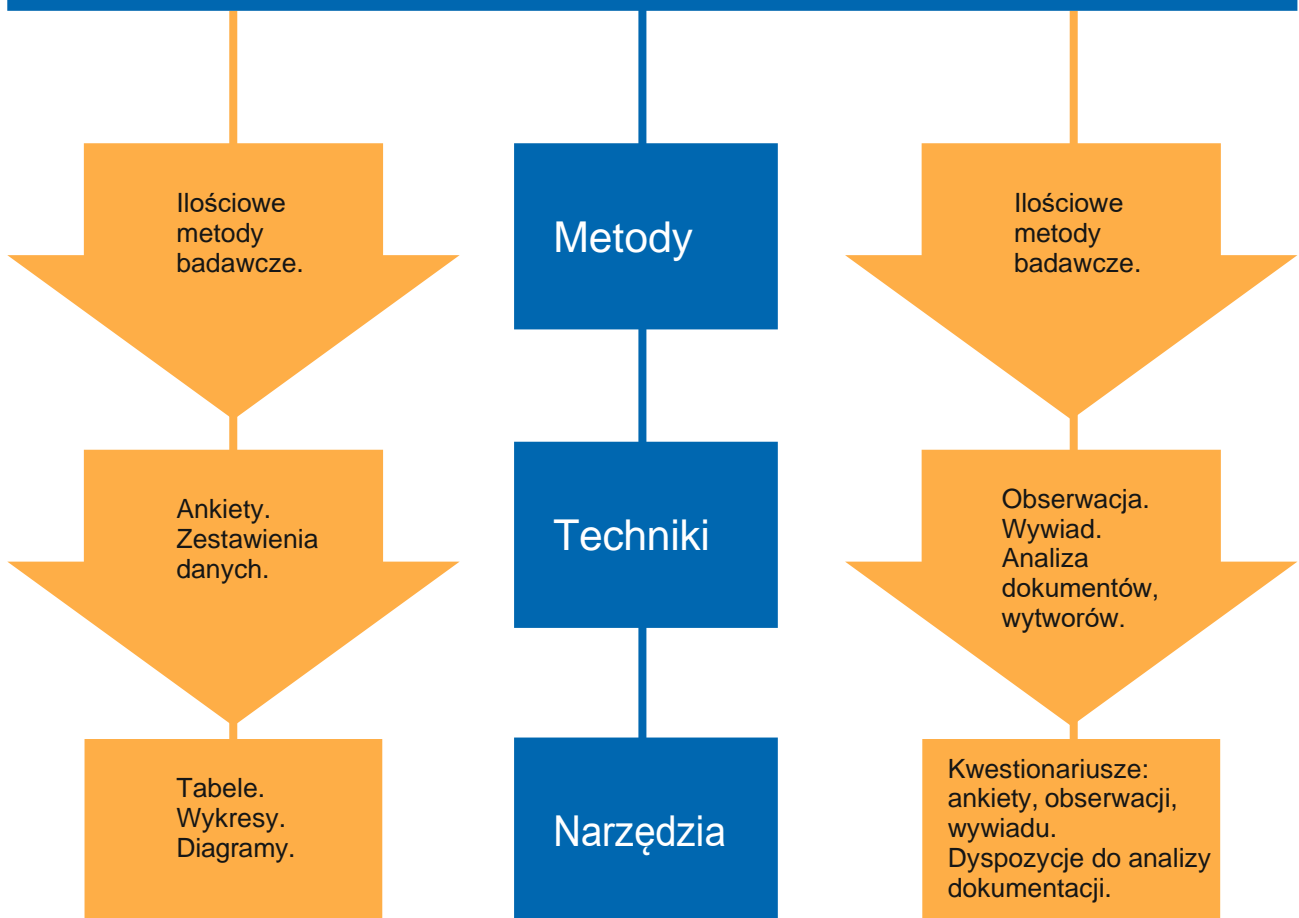 Ilościowe
metody
badawcze.
Metody
Ilościowe
metody
badawcze.
Ankiety.
Zestawienia
danych.
Techniki
Obserwacja.
Wywiad.
Analiza
dokumentów,
wytworów.
Tabele.
Wykresy.
Diagramy.
Narzędzia
Kwestionariusze:
ankiety, obserwacji,
wywiadu.
Dyspozycje do analizy
dokumentacji.